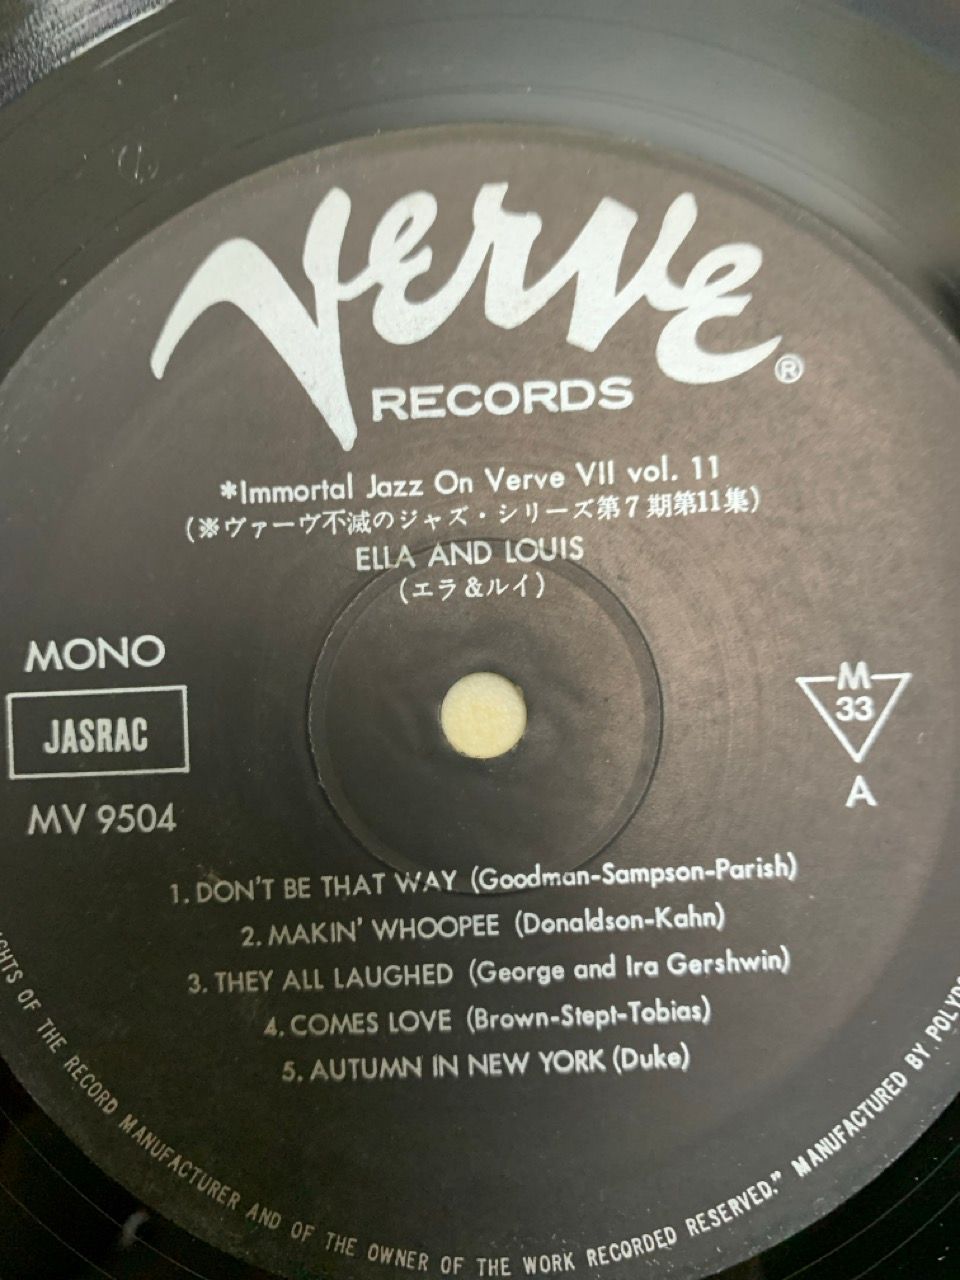 Verve
®
RECORDS
*Immortal Jazz On Verve VII vol. 11
(※ヴァーヴ不滅のジャズ・シリーズ第7期第11集)
ELLA AND LOUIS
(エラ&ルイ)
MONO
JASRAC
MV 9504
M
33
A
1. DON'T BE THAT WAY (Goodman-Sampson-Parish)
2. MAKIN' WHOOPEE (Donaldson-Kahn)
3. THEY ALL LAUGHED (George and Ira Gershwin)
4. COMES LOVE (Brown-Stept-Tobias)
5. AUTUMN IN NEW YORK (Duke)
OF THE RECORD MANUFACTURER AND OF THE OWNER OF THE WORK RECORDED RESERVED." MANUFACTURED BY